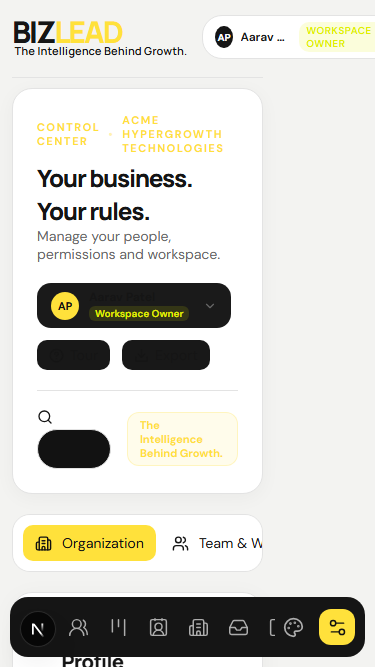 BIZLEAD
The Intelligence Behind Growth.
AP Aarav ... WORKSPACE OWNER
CONTROL CENTER · ACME HYPERGROWTH TECHNOLOGIES
Your business.
Your rules.
Manage your people,
permissions and workspace.
AP
Workspace Owner
The
Intelligence
Behind Growth.
Organization
Team & W
N
Profile